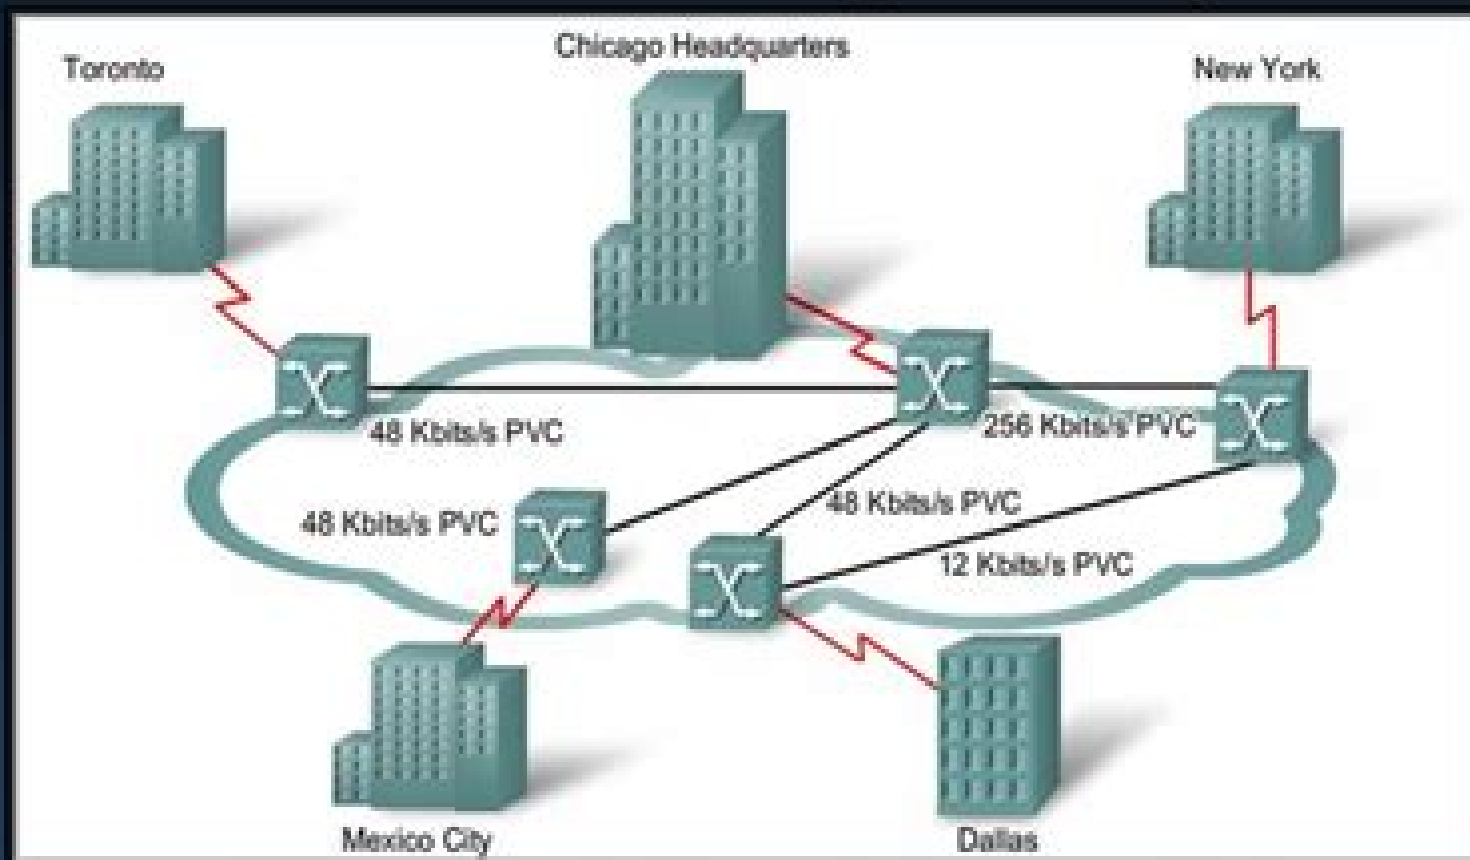 Chicago Headquarters
Toronto
New York
48 Kbits/s PVC
256 Kbits/s PVC
48 Kbits/s PVC
48 Kbits/s PVC
12 Kbits/s PVC
Mexico City
Dallas